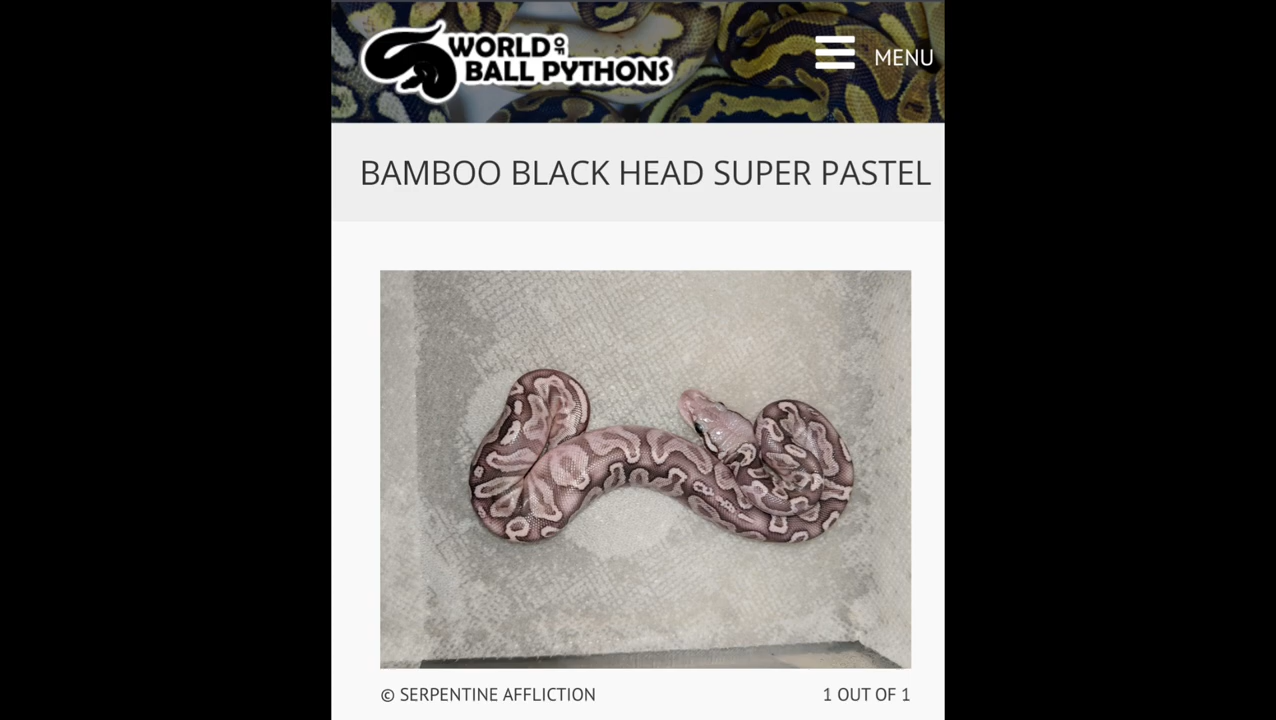 WORLD OF
BALL PYTHONS
MENU
BAMBOO BLACK HEAD SUPER PASTEL
© SERPENTINE AFFLICTION
1 OUT OF 1